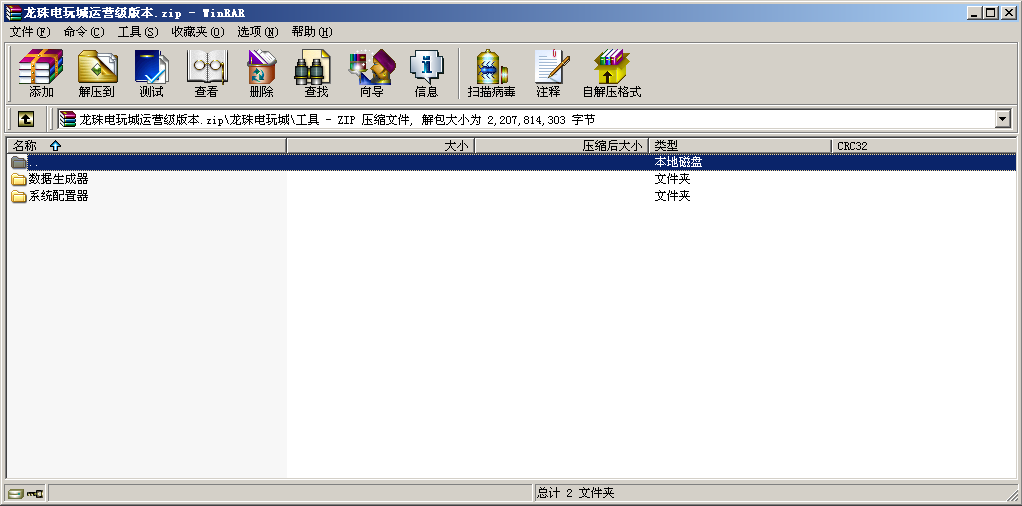 龙珠电玩城运营级版本.zip - WinRAR
文件(F) 命令(C) 工具(S) 收藏夹(O) 选项(N) 帮助(H)
添加 解压到 测试 查看 删除 查找 向导 信息 扫描病毒 注释 自解压格式
龙珠电玩城运营级版本.zip\龙珠电玩城\工具 - ZIP 压缩文件, 解包大小为 2,207,814,303 字节
名称 大小 压缩后大小 类型 CRC32
.. 本地磁盘
数据生成器 文件夹
系统配置器 文件夹
总计 2 文件夹